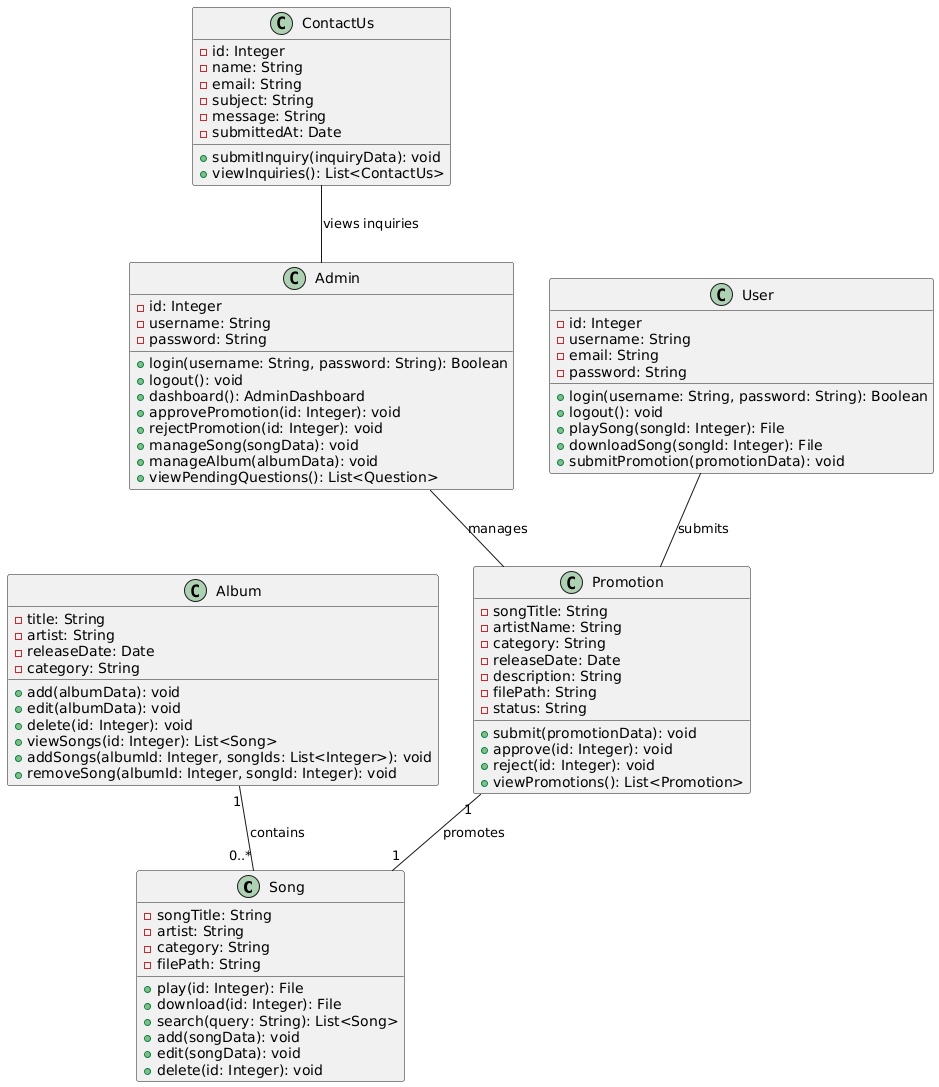 C ContactUs
id: Integer
name: String
email: String
subject: String
message: String
submittedAt: Date
submitInquiry(inquiryData): void
viewInquiries(): List<ContactUs>
views inquiries
C Admin
id: Integer
username: String
password: String
login(username: String, password: String): Boolean
logout(): void
dashboard(): AdminDashboard
approvePromotion(id: Integer): void
rejectPromotion(id: Integer): void
manageSong(songData): void
manageAlbum(albumData): void
viewPendingQuestions(): List<Question>
C User
id: Integer
username: String
email: String
password: String
login(username: String, password: String): Boolean
logout(): void
playSong(songId: Integer): File
downloadSong(songId: Integer): File
submitPromotion(promotionData): void
manages
submits
C Album
title: String
artist: String
releaseDate: Date
category: String
add(albumData): void
edit(albumData): void
delete(id: Integer): void
viewSongs(id: Integer): List<Song>
addSongs(albumId: Integer, songIds: List<Integer>): void
removeSong(albumId: Integer, songId: Integer): void
C Promotion
songTitle: String
artistName: String
category: String
releaseDate: Date
description: String
filePath: String
status: String
submit(promotionData): void
approve(id: Integer): void
reject(id: Integer): void
viewPromotions(): List<Promotion>
1
contains
0..*
1
promotes
1
C Song
songTitle: String
artist: String
category: String
filePath: String
play(id: Integer): File
download(id: Integer): File
search(query: String): List<Song>
add(songData): void
edit(songData): void
delete(id: Integer): void